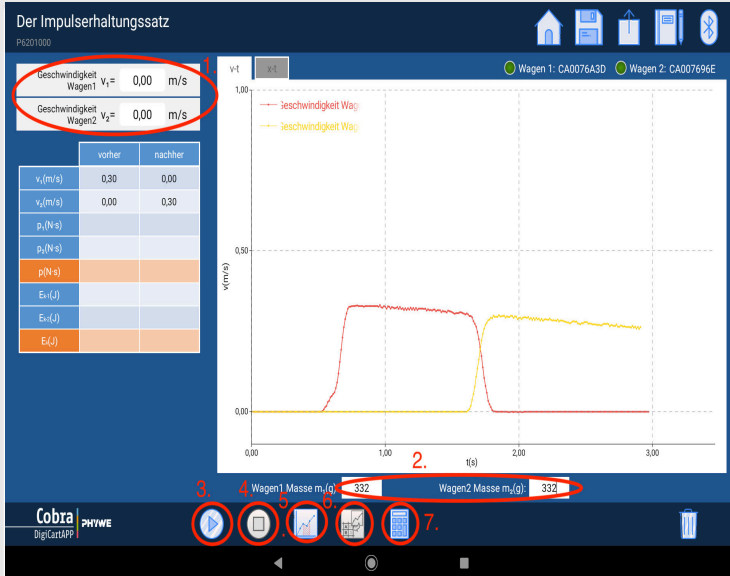 Der Impulserhaltungssatz
P6201000
1.
Geschwindigkeit Wagen1 v₁= 0,00 m/s
Geschwindigkeit Wagen2 v₂= 0,00 m/s
v-t x-t
Wagen 1: CA0076A3D Wagen 2: CA007696E
vorher nachher
v₁(m/s) 0,30 0,00
v₂(m/s) 0,00 0,30
p₁(N·s)
p₂(N·s)
p(N·s)
Eₖ₁(J)
Eₖ₂(J)
Eₖ(J)
1,00
Geschwindigkeit Wag
Geschwindigkeit Wag
0,50
v(m/s)
0,00
0,00 1,00 2,00 3,00
t(s)
2.
Wagen1 Masse m₁(g): 332 Wagen2 Masse m₂(g): 332
3. 4. 5. 6. 7.
Cobra PHYWE
DigiCartAPP